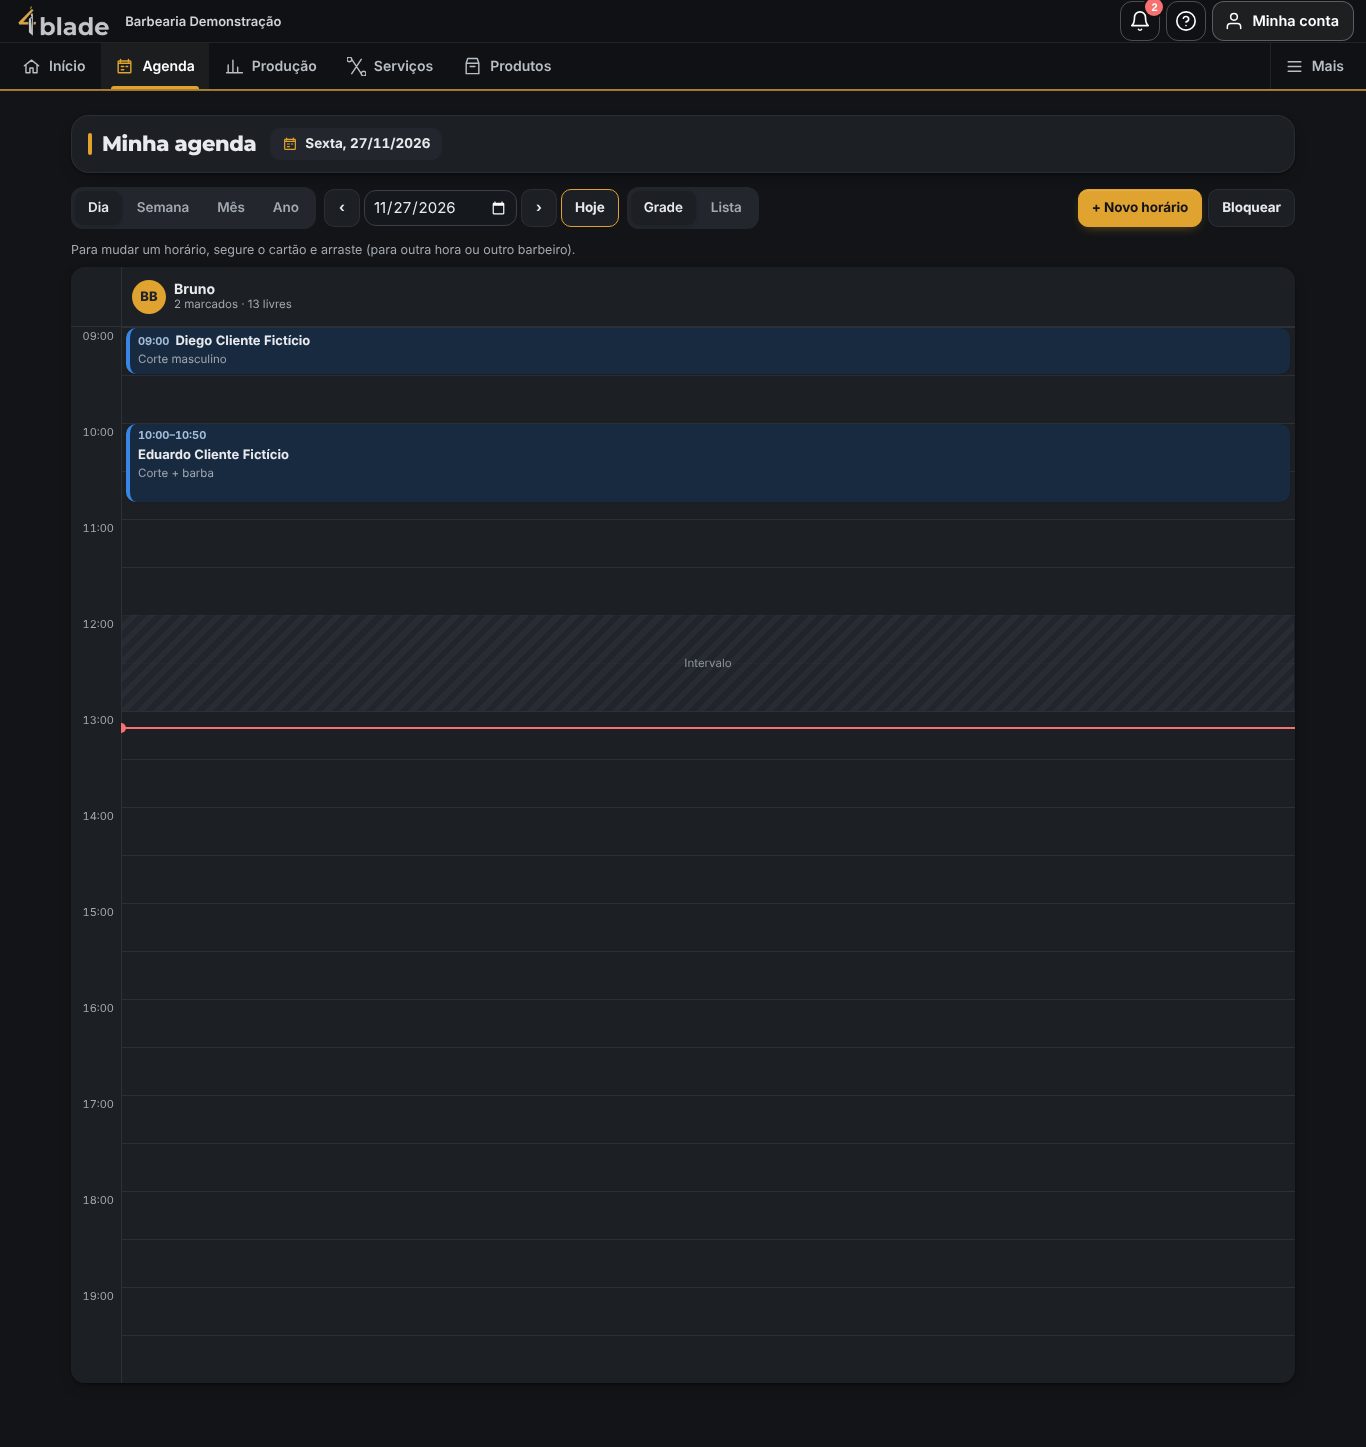 4blade
Barbearia Demonstração
2
Minha conta
Início
Agenda
Produção
Serviços
Produtos
Mais
Minha agenda
Sexta, 27/11/2026
Dia
Semana
Mês
Ano
‹
11/27/2026
›
Hoje
Grade
Lista
+ Novo horário
Bloquear
Para mudar um horário, segure o cartão e arraste (para outra hora ou outro barbeiro).
BB
Bruno
2 marcados · 13 livres
09:00
09:00 Diego Cliente Fictício
Corte masculino
10:00
10:00–10:50
Eduardo Cliente Fictício
Corte + barba
11:00
12:00
Intervalo
13:00
14:00
15:00
16:00
17:00
18:00
19:00